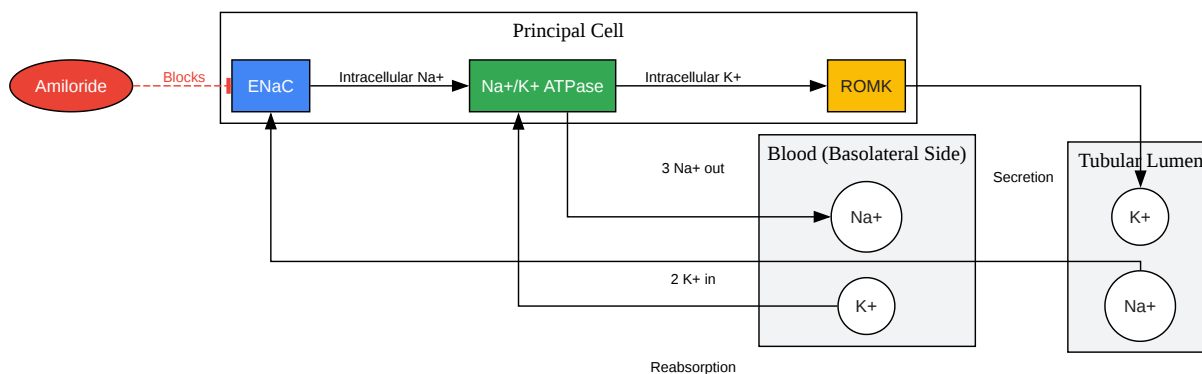 Principal Cell
Amiloride
Blocks
ENaC
Intracellular Na+
Na+/K+ ATPase
Intracellular K+
ROMK
Blood (Basolateral Side)
Tubular Lumen
3 Na+ out
Secretion
Na+
K+
2 K+ in
K+
Na+
Reabsorption